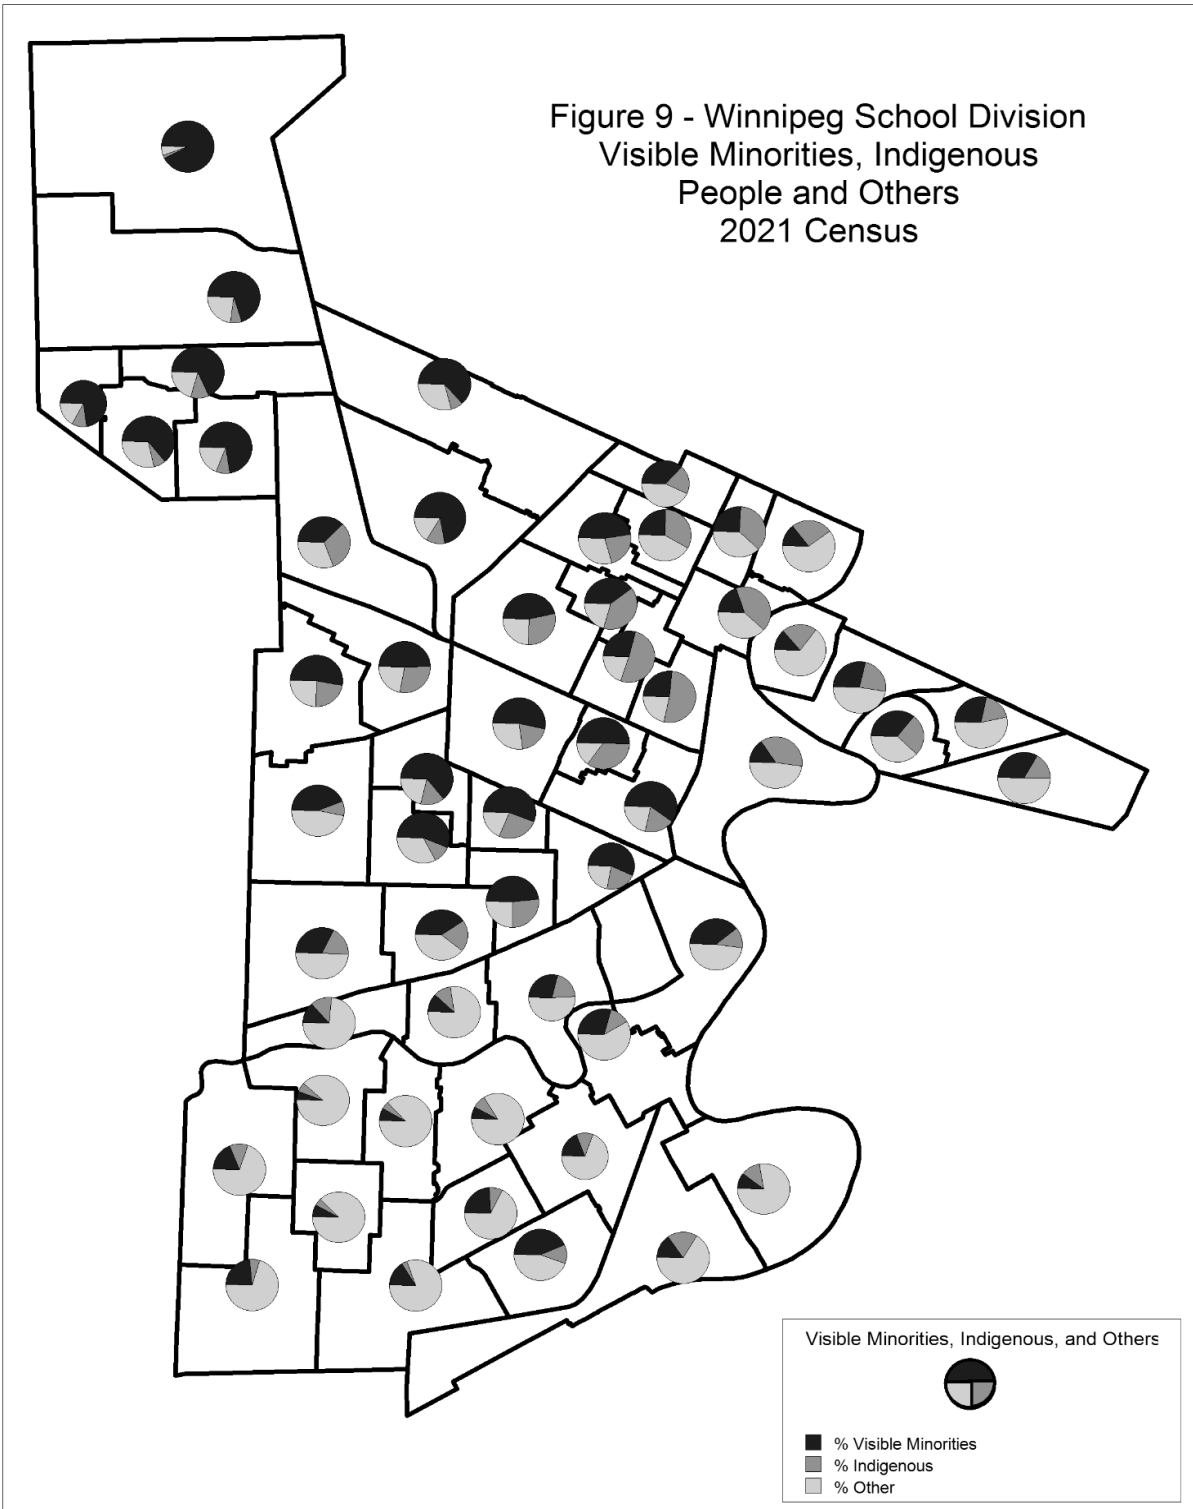 Figure 9 - Winnipeg School Division
Visible Minorities, Indigenous
People and Others
2021 Census
Visible Minorities, Indigenous, and Others
% Visible Minorities
% Indigenous
% Other